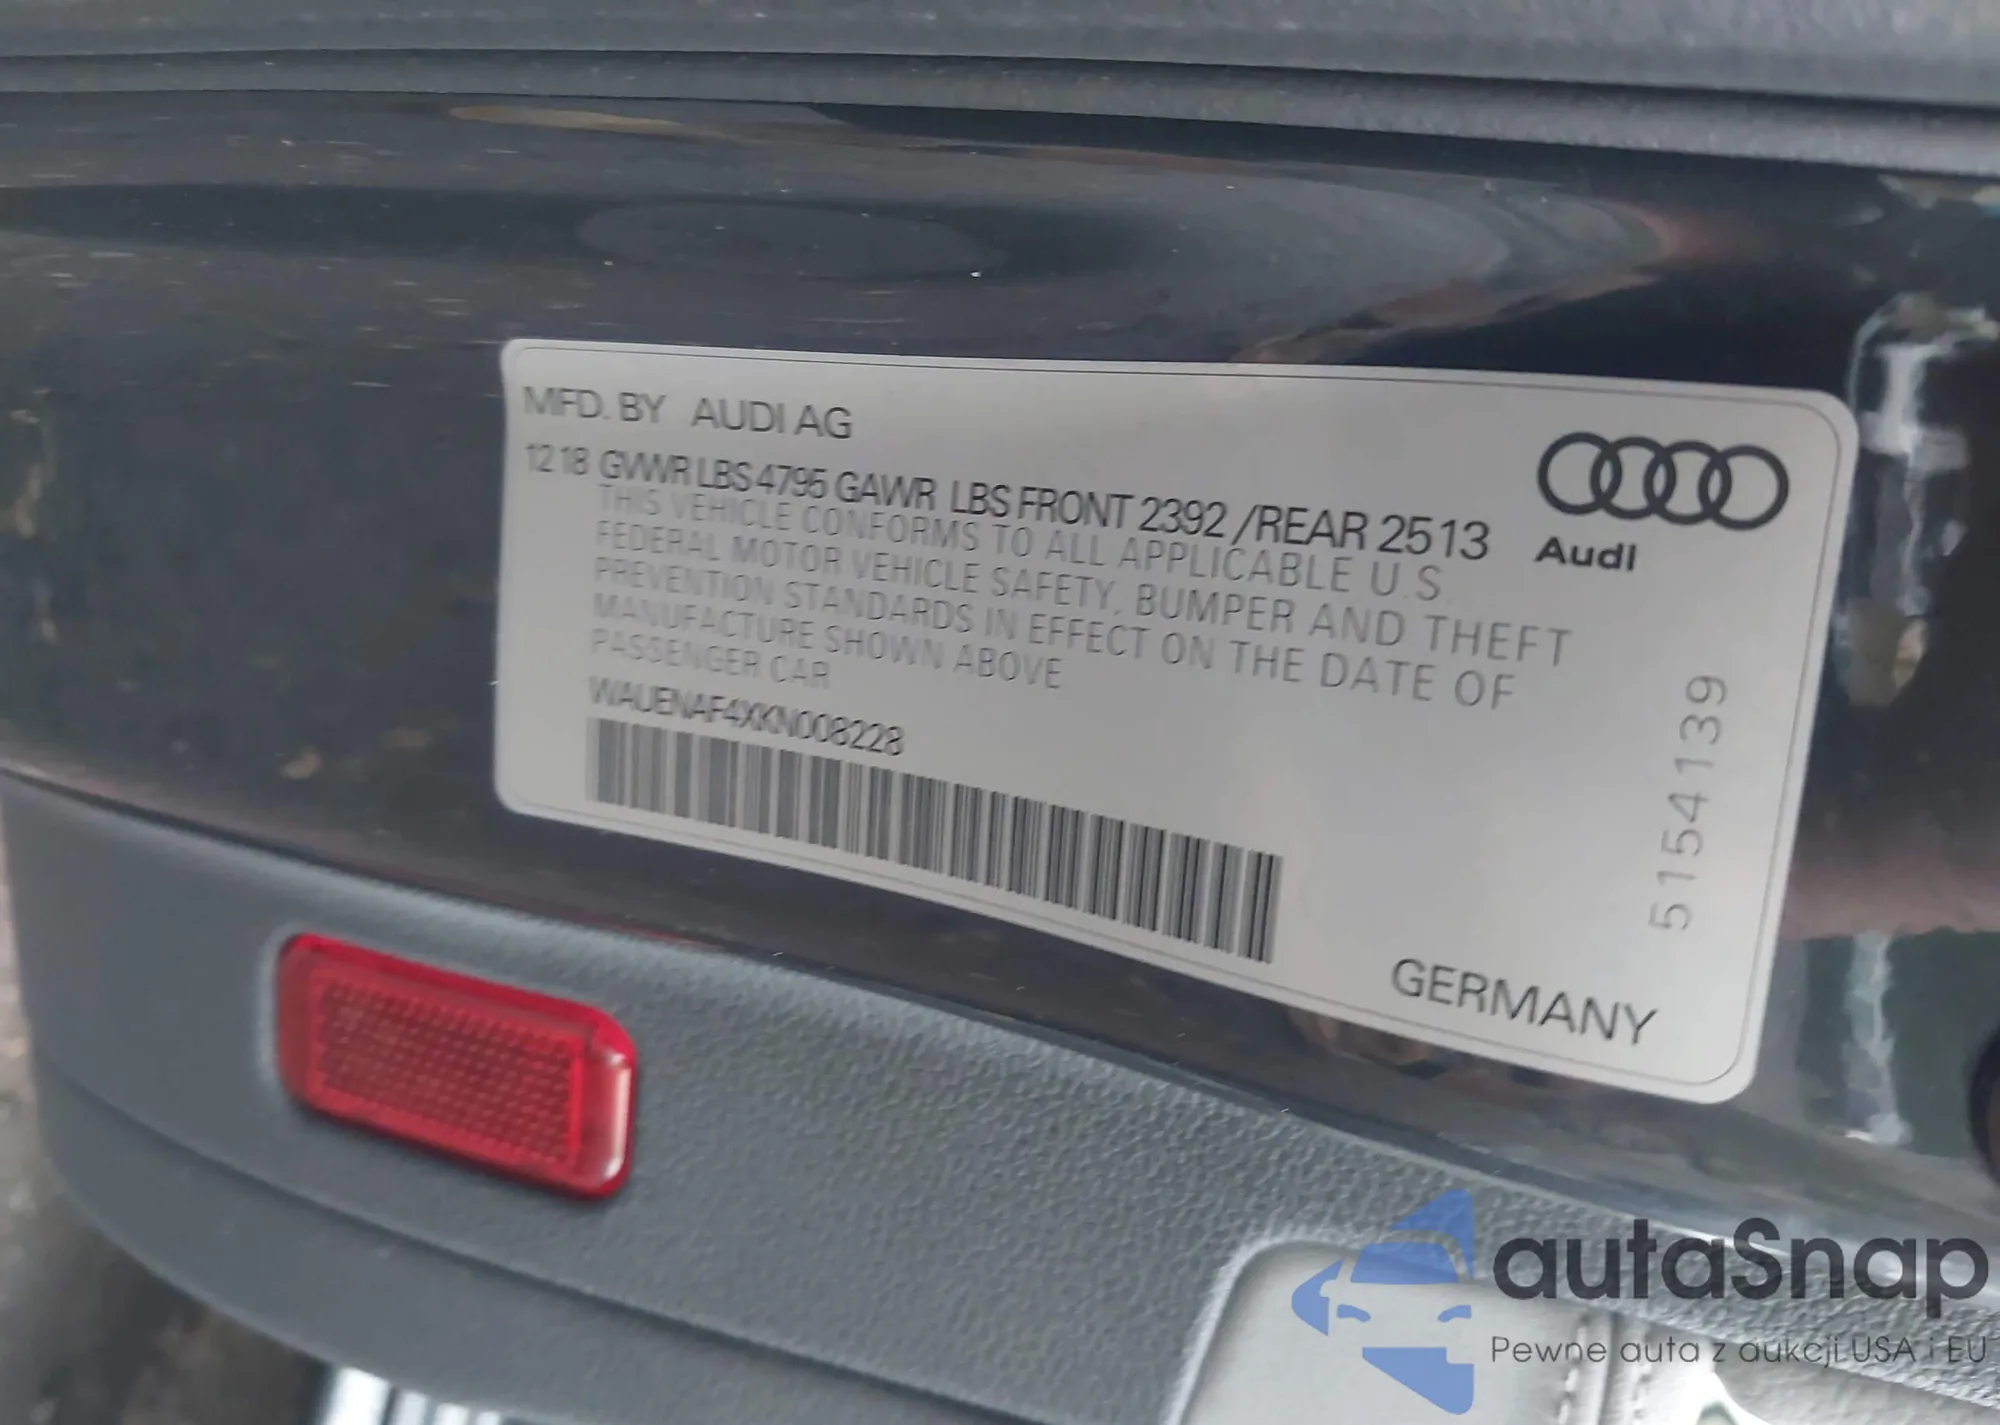 MFD. BY AUDI AG
12 18 GVWR LBS 4795 GAWR LBS FRONT 2392 /REAR 2513
THIS VEHICLE CONFORMS TO ALL APPLICABLE U.S.
FEDERAL MOTOR VEHICLE SAFETY, BUMPER AND THEFT
PREVENTION STANDARDS IN EFFECT ON THE DATE OF
MANUFACTURE SHOWN ABOVE
PASSENGER CAR
WAUENAF4XKN008228
Audi
5154139
GERMANY
autaSnap
Pewne auta z aukcji USA i EU